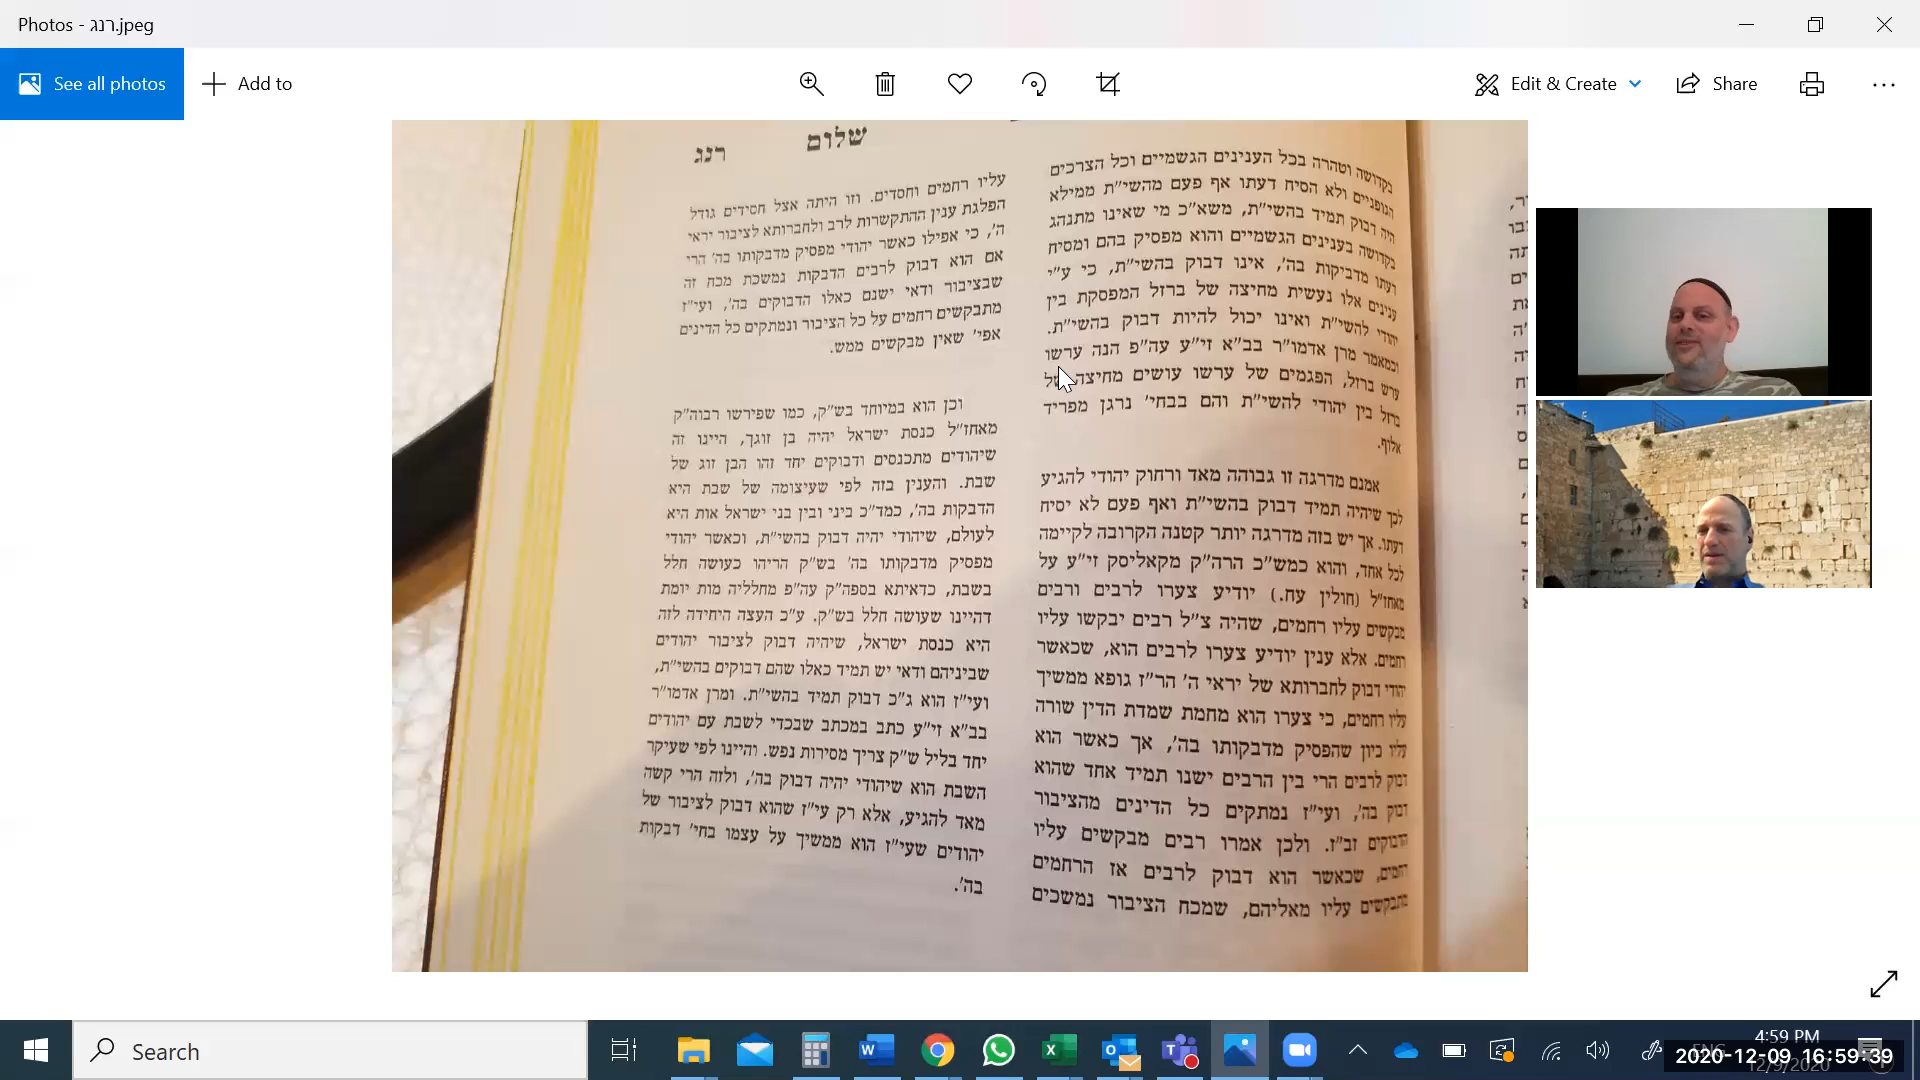 Photos - רנג.jpeg
See all photos
Add to
Edit & Create
Share
שלום
רנג
בקדושה וטהרה בכל הענינים הגשמיים וכל הצרכים
הגופניים ולא הסיח דעתו אף פעם מהשי״ת ממילא
היה דבוק תמיד בהשי״ת, משא״כ מי שאינו מתנהג
בקדושה בענינים הגשמיים והוא מפסיק בהם ומסיח
דעתו מדביקות בה', אינו דבוק בהשי״ת, כי ע״י
ענינים אלו נעשית מחיצה של ברזל המפסקת בין
יהודי להשי״ת ואינו יכול להיות דבוק בהשי״ת.
וכמאמר מרן אדמו״ר בב״א זי״ע עה״פ הנה ערשו
ערש ברזל, הפגמים של ערשו עושים מחיצה של
ברזל בין יהודי להשי״ת והם בבחי' נרגן מפריד
אלוף.
אמנם מדרגה זו גבוהה מאד ורחוק יהודי להגיע
לכך שיהיה תמיד דבוק בהשי״ת ואף פעם לא יסיח
דעתו. אך יש בזה מדרגה יותר קטנה הקרובה לקיימה
לכל אחד, והוא כמש״כ הרה״ק מקאליסק זי״ע על
מאחז״ל (חולין עח.) יודיע צערו לרבים ורבים
מבקשים עליו רחמים, שהיה צ״ל רבים יבקשו עליו
רחמים. אלא ענין יודיע צערו לרבים הוא, שכאשר
יהודי דבוק לחברותא של יראי ה' הר״ז גופא ממשיך
עליו רחמים, כי צערו הוא מחמת שמדת הדין שורה
עליו כיון שהפסיק מדבקותו בה', אך כאשר הוא
דבוק לרבים הרי בין הרבים ישנו תמיד אחד שהוא
דבוק בה', ועי״ז נמתקים כל הדינים מהציבור
הדבוקים זב״ז. ולכן אמרו רבים מבקשים עליו
רחמים, שכאשר הוא דבוק לרבים אז הרחמים
מתבקשים עליו מאליהם, שמכח הציבור נמשכים
עליו רחמים וחסדים. וזו היתה אצל חסידים גודל
הפלגת ענין ההתקשרות לרב ולחברותא לציבור יראי
ה', כי אפילו כאשר יהודי מפסיק מדבקותו בה' הרי
אם הוא דבוק לרבים הדבקות נמשכת מכח זה
שבציבור ודאי ישנם כאלו הדבוקים בה', ועי״ז
מתבקשים רחמים על כל הציבור ונמתקים כל הדינים
אפי' שאין מבקשים ממש.
וכן הוא במיוחד בש״ק, כמו שפירשו רבוה״ק
מאחז״ל כנסת ישראל יהיה בן זוגך, היינו זה
שיהודים מתכנסים ודבוקים יחד זהו הבן זוג של
שבת. והענין בזה לפי שעיצומה של שבת היא
הדבקות בה', כמד״כ ביני ובין בני ישראל אות היא
לעולם, שיהודי יהיה דבוק בהשי״ת, וכאשר יהודי
מפסיק מדבקותו בה' בש״ק הריהו כעושה חלל
בשבת, כדאיתא בספה״ק עה״פ מחלליה מות יומת
דהיינו שעושה חלל בש״ק. ע״כ העצה היחידה לזה
היא כנסת ישראל, שיהיה דבוק לציבור יהודים
שביניהם ודאי יש תמיד כאלו שהם דבוקים בהשי״ת,
ועי״ז הוא ג״כ דבוק תמיד בהשי״ת. ומרן אדמו״ר
בב״א זי״ע כתב במכתב שבכדי לשבת עם יהודים
יחד בליל ש״ק צריך מסירות נפש. והיינו לפי שעיקר
השבת הוא שיהודי יהיה דבוק בה', ולזה הרי קשה
מאד להגיע, אלא רק עי״ז שהוא דבוק לציבור של
יהודים שעי״ז הוא ממשיך על עצמו בחי' דבקות
בה'.
Search
4:59 PM
12/9/2020
2020-12-09 16:59:39